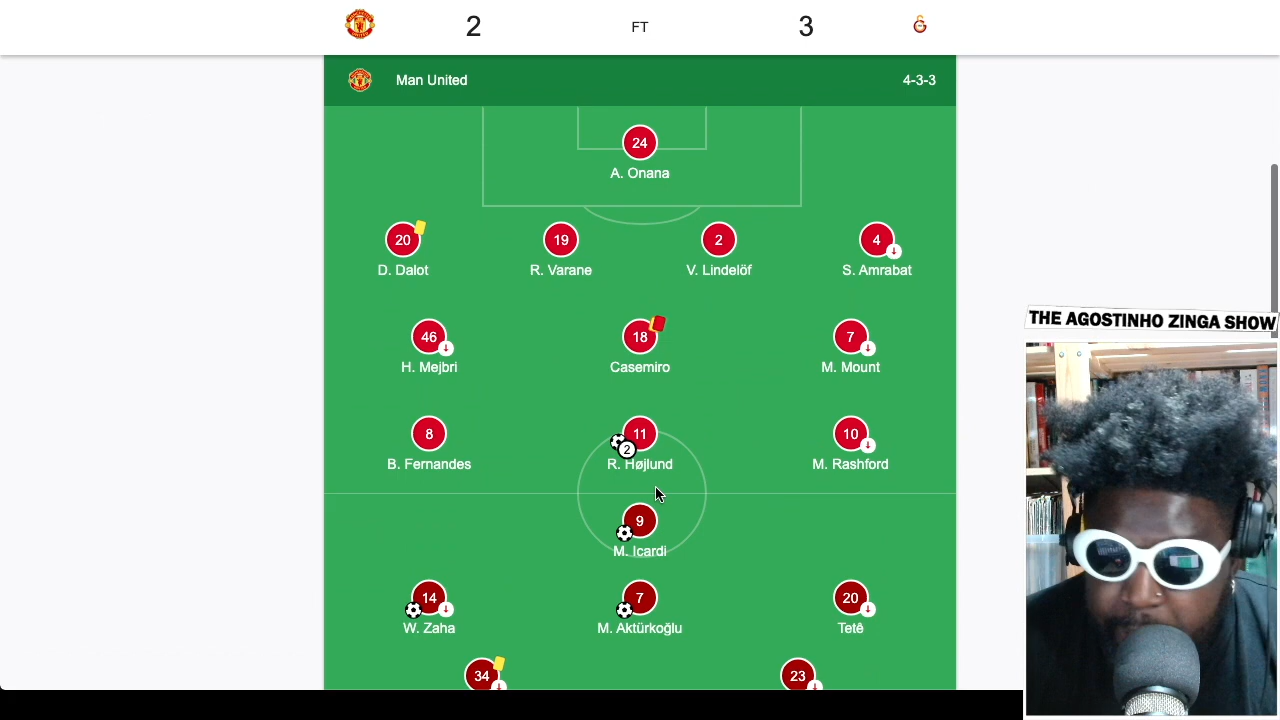 2 FT 3
Man United 4-3-3
24
A. Onana
20 19 2 4
D. Dalot R. Varane V. Lindelöf S. Amrabat
46 18 7
H. Mejbri Casemiro M. Mount
8 11 10
2
B. Fernandes R. Højlund M. Rashford
9
M. Icardi
14 7 20
W. Zaha M. Aktürkoğlu Tetê
34 23
THE AGOSTINHO ZINGA SHOW